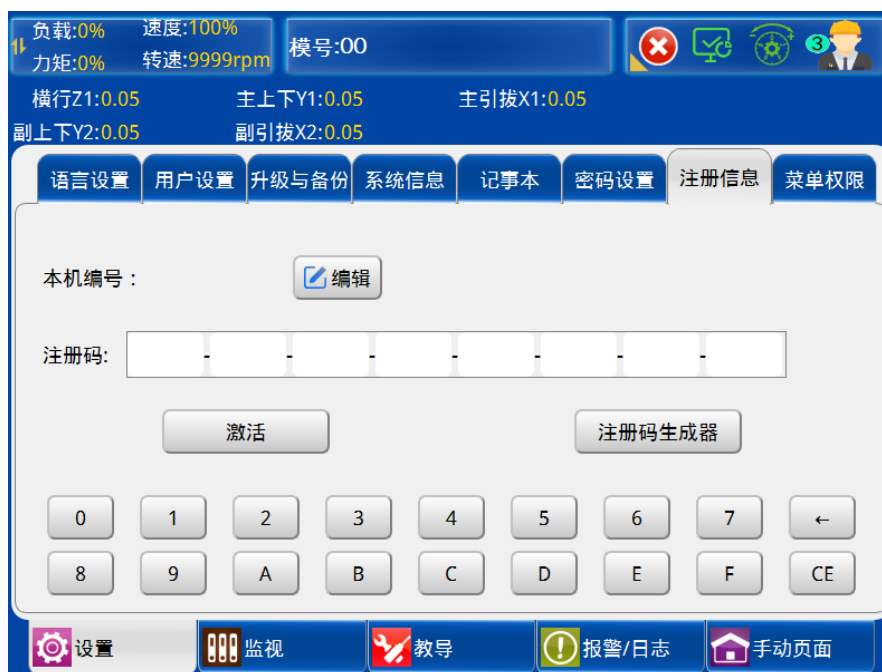 负载:0% 速度:100%
模号:00
3
力矩:0% 转速:9999rpm
横行Z1:0.05 主上下Y1:0.05 主引拔X1:0.05
副上下Y2:0.05 副引拔X2:0.05
语言设置 用户设置 升级与备份 系统信息 记事本 密码设置 注册信息 菜单权限
本机编号： 编辑
注册码: - - - - - - -
激活 注册码生成器
0 1 2 3 4 5 6 7 ←
8 9 A B C D E F CE
设置 监视 教导 报警/日志 手动页面